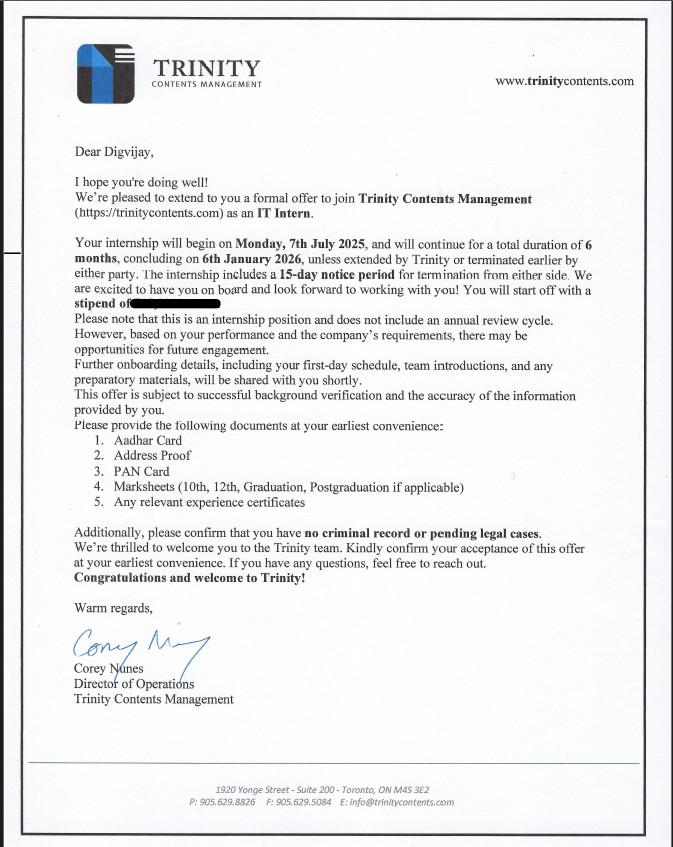 TRINITY
CONTENTS MANAGEMENT
www.trinitycontents.com
Dear Digvijay,
I hope you're doing well!
We're pleased to extend to you a formal offer to join Trinity Contents Management
(https://trinitycontents.com) as an IT Intern.
Your internship will begin on Monday, 7th July 2025, and will continue for a total duration of 6
months, concluding on 6th January 2026, unless extended by Trinity or terminated earlier by
either party. The internship includes a 15-day notice period for termination from either side. We
are excited to have you on board and look forward to working with you! You will start off with a
stipend of
Please note that this is an internship position and does not include an annual review cycle.
However, based on your performance and the company's requirements, there may be
opportunities for future engagement.
Further onboarding details, including your first-day schedule, team introductions, and any
preparatory materials, will be shared with you shortly.
This offer is subject to successful background verification and the accuracy of the information
provided by you.
Please provide the following documents at your earliest convenience:
1. Aadhar Card
2. Address Proof
3. PAN Card
4. Marksheets (10th, 12th, Graduation, Postgraduation if applicable)
5. Any relevant experience certificates
Additionally, please confirm that you have no criminal record or pending legal cases.
We're thrilled to welcome you to the Trinity team. Kindly confirm your acceptance of this offer
at your earliest convenience. If you have any questions, feel free to reach out.
Congratulations and welcome to Trinity!
Warm regards,
Corey Nunes
Director of Operations
Trinity Contents Management
1920 Yonge Street - Suite 200 - Toronto, ON M4S 3E2
P: 905.629.8826 F: 905.629.5084 E: info@trinitycontents.com